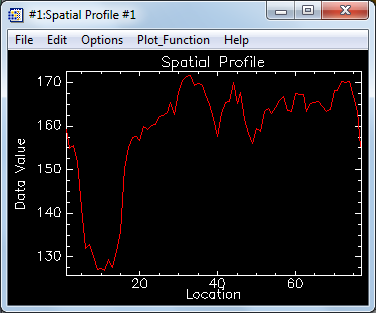 #1:Spatial Profile #1
File Edit Options Plot_Function Help
Spatial Profile
170
160
150
140
130
Data Value
20 40 60
Location